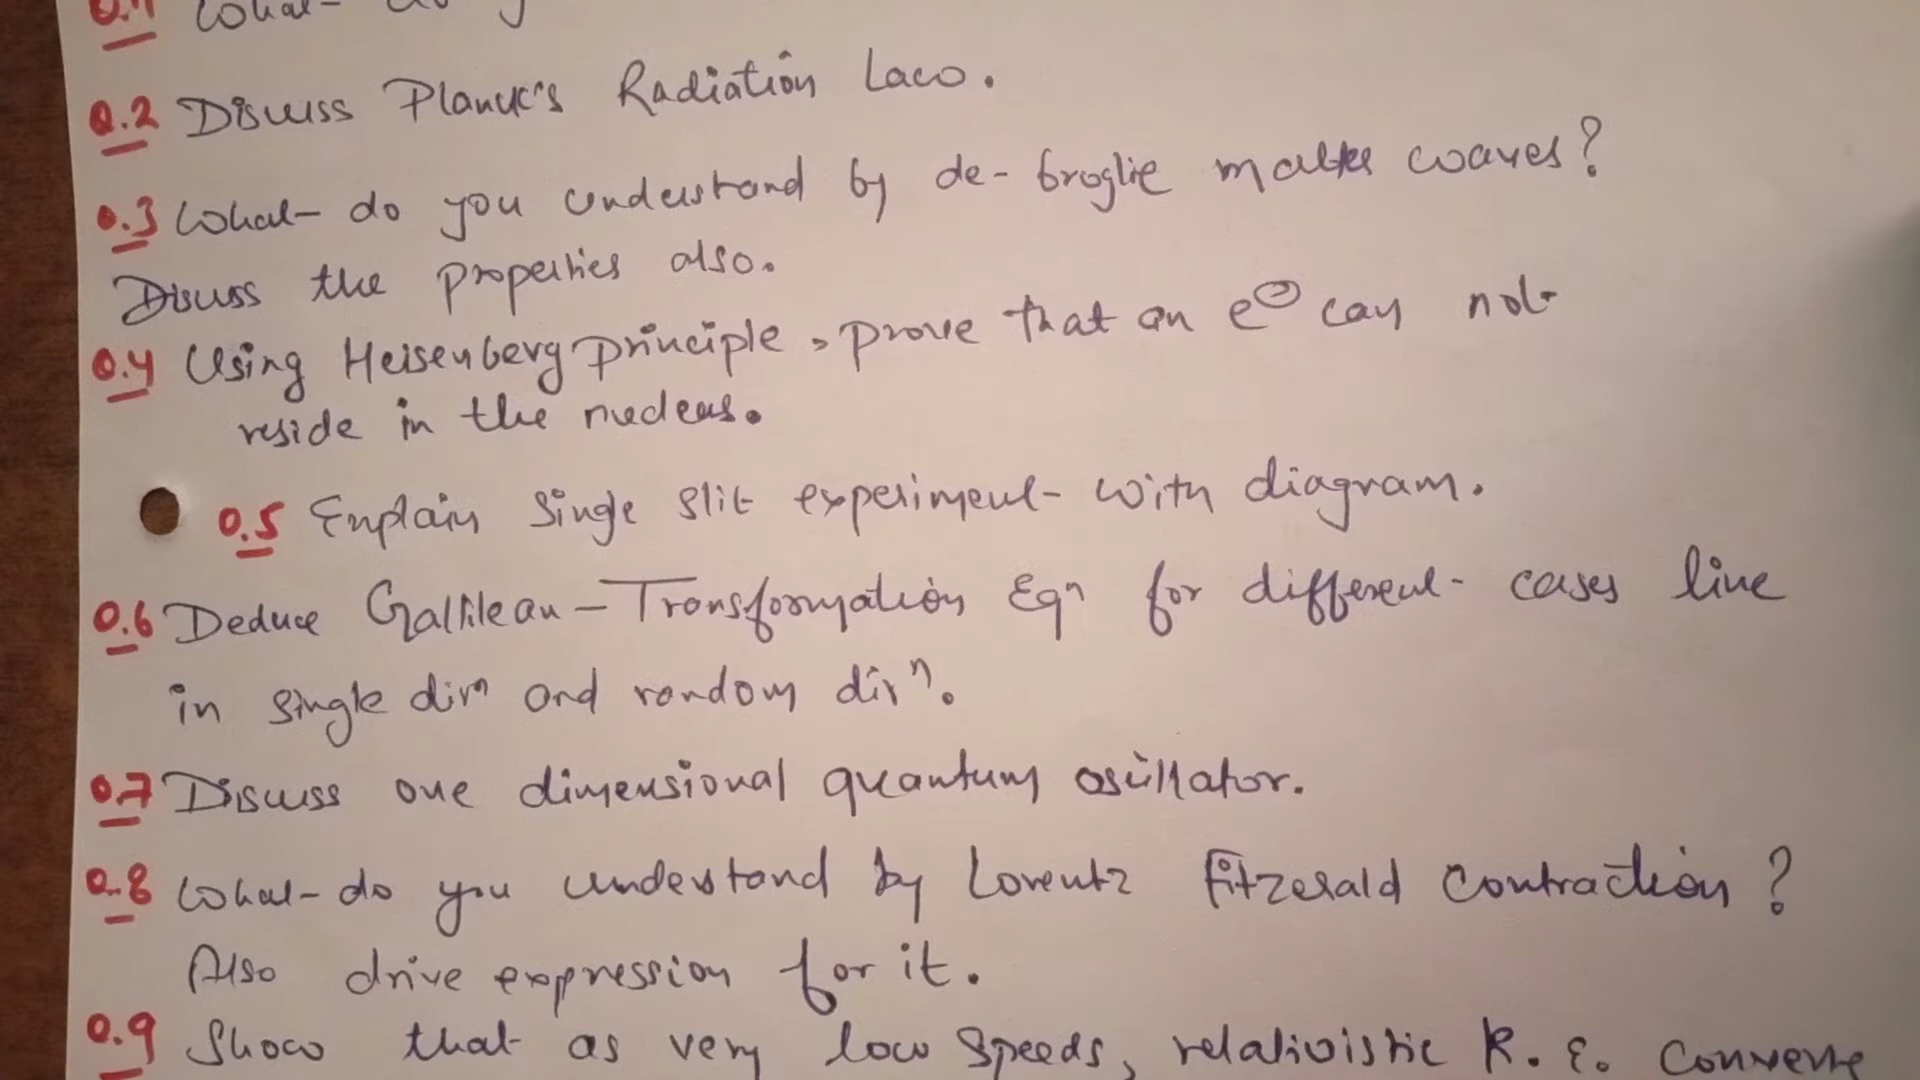 Q.2 Discuss Planck's Radiation Law.
Q.3 What do you understand by de-broglie matter waves?
Discuss the properties also.
Q.4 Using Heisenberg principle, prove that an e⊖ can not
reside in the nucleus.
Q.5 Explain Single slit experiment with diagram.
Q.6 Deduce Gallilean-Transformation Eqn for different cases like
in single dirn and random dirn.
Q.7 Discuss one dimensional quantum oscillator.
Q.8 What do you understand by Lorentz Fitzerald Contraction?
Also drive expression for it.
Q.9 Show that as very low speeds, relativistic K.E.